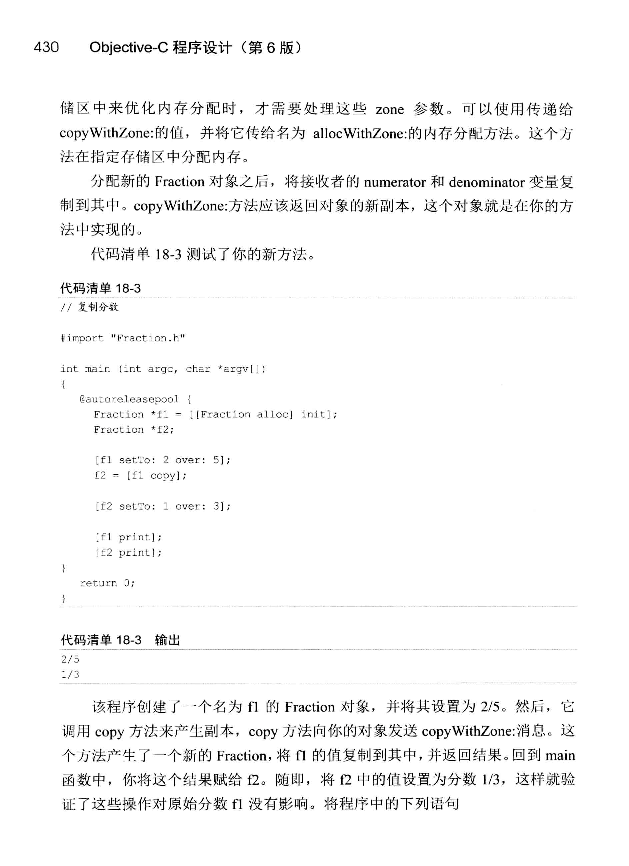 430 Objective-C 程序设计（第 6 版）
储区中来优化内存分配时，才需要处理这些 zone 参数。可以使用传递给
copyWithZone:的值，并将它传给名为 allocWithZone:的内存分配方法。这个方
法在指定存储区中分配内存。
分配新的 Fraction 对象之后，将接收者的 numerator 和 denominator 变量复
制到其中。copyWithZone:方法应该返回对象的新副本，这个对象就是在你的方
法中实现的。
代码清单 18-3 测试了你的新方法。
代码清单 18-3
// 复制分数
#import "Fraction.h"
int main (int argc, char *argv[])
{
@autoreleasepool {
Fraction *f1 = [[Fraction alloc] init];
Fraction *f2;
[f1 setTo: 2 over: 5];
f2 = [f1 copy];
[f2 setTo: 1 over: 3];
[f1 print];
[f2 print];
}
return 0;
}
代码清单 18-3 输出
2/5
1/3
该程序创建了一个名为 f1 的 Fraction 对象，并将其设置为 2/5。然后，它
调用 copy 方法来产生副本，copy 方法向你的对象发送 copyWithZone:消息。这
个方法产生了一个新的 Fraction，将 f1 的值复制到其中，并返回结果。回到 main
函数中，你将这个结果赋给 f2。随即，将 f2 中的值设置为分数 1/3，这样就验
证了这些操作对原始分数 f1 没有影响。将程序中的下列语句